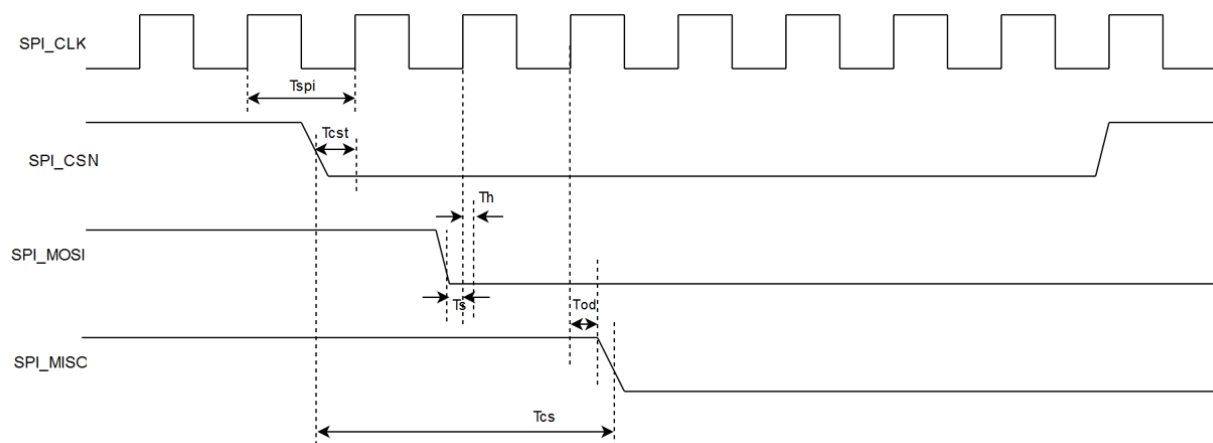 SPI_CLK
Tspi
Tcst
SPI_CSN
Th
SPI_MOSI
Ts
Tod
SPI_MISC
Tcs